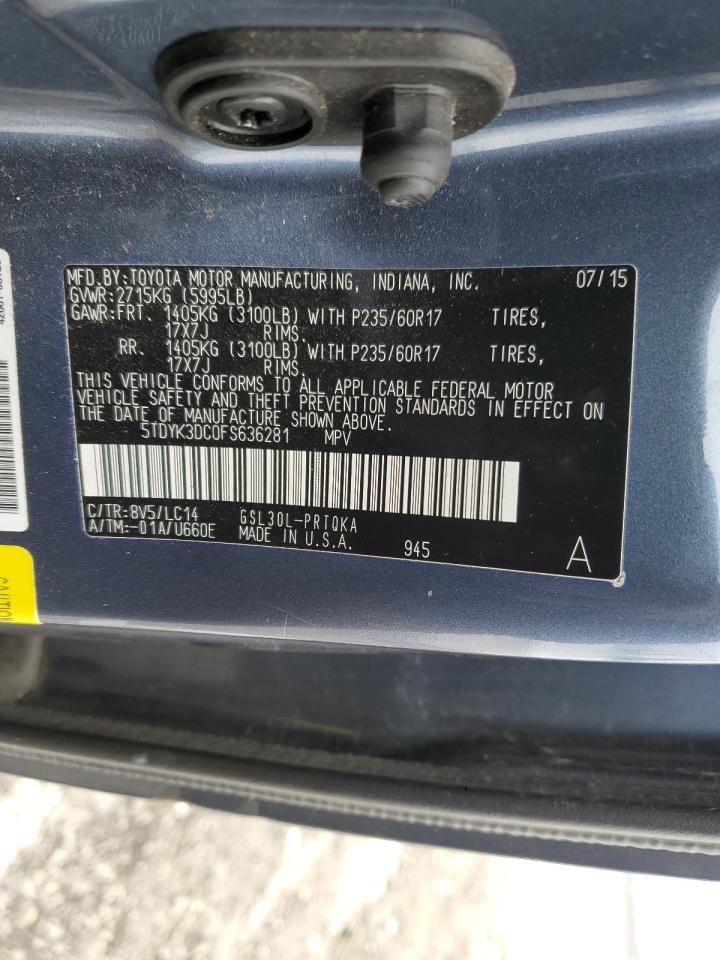 MFD.BY:TOYOTA MOTOR MANUFACTURING, INDIANA, INC. 07/15
GVWR:2715KG (5995LB)
GAWR:FRT. 1405KG (3100LB) WITH P235/60R17 TIRES,
17X7J RIMS.
RR. 1405KG (3100LB) WITH P235/60R17 TIRES,
17X7J RIMS.
THIS VEHICLE CONFORMS TO ALL APPLICABLE FEDERAL MOTOR
VEHICLE SAFETY AND THEFT PREVENTION STANDARDS IN EFFECT ON
THE DATE OF MANUFACTURE SHOWN ABOVE.
5TDYK3DC0FS636281 MPV
C/TR:8V5/LC14 GSL30L-PRTQKA
A/TM:-01A/U660E MADE IN U.S.A. 945 A